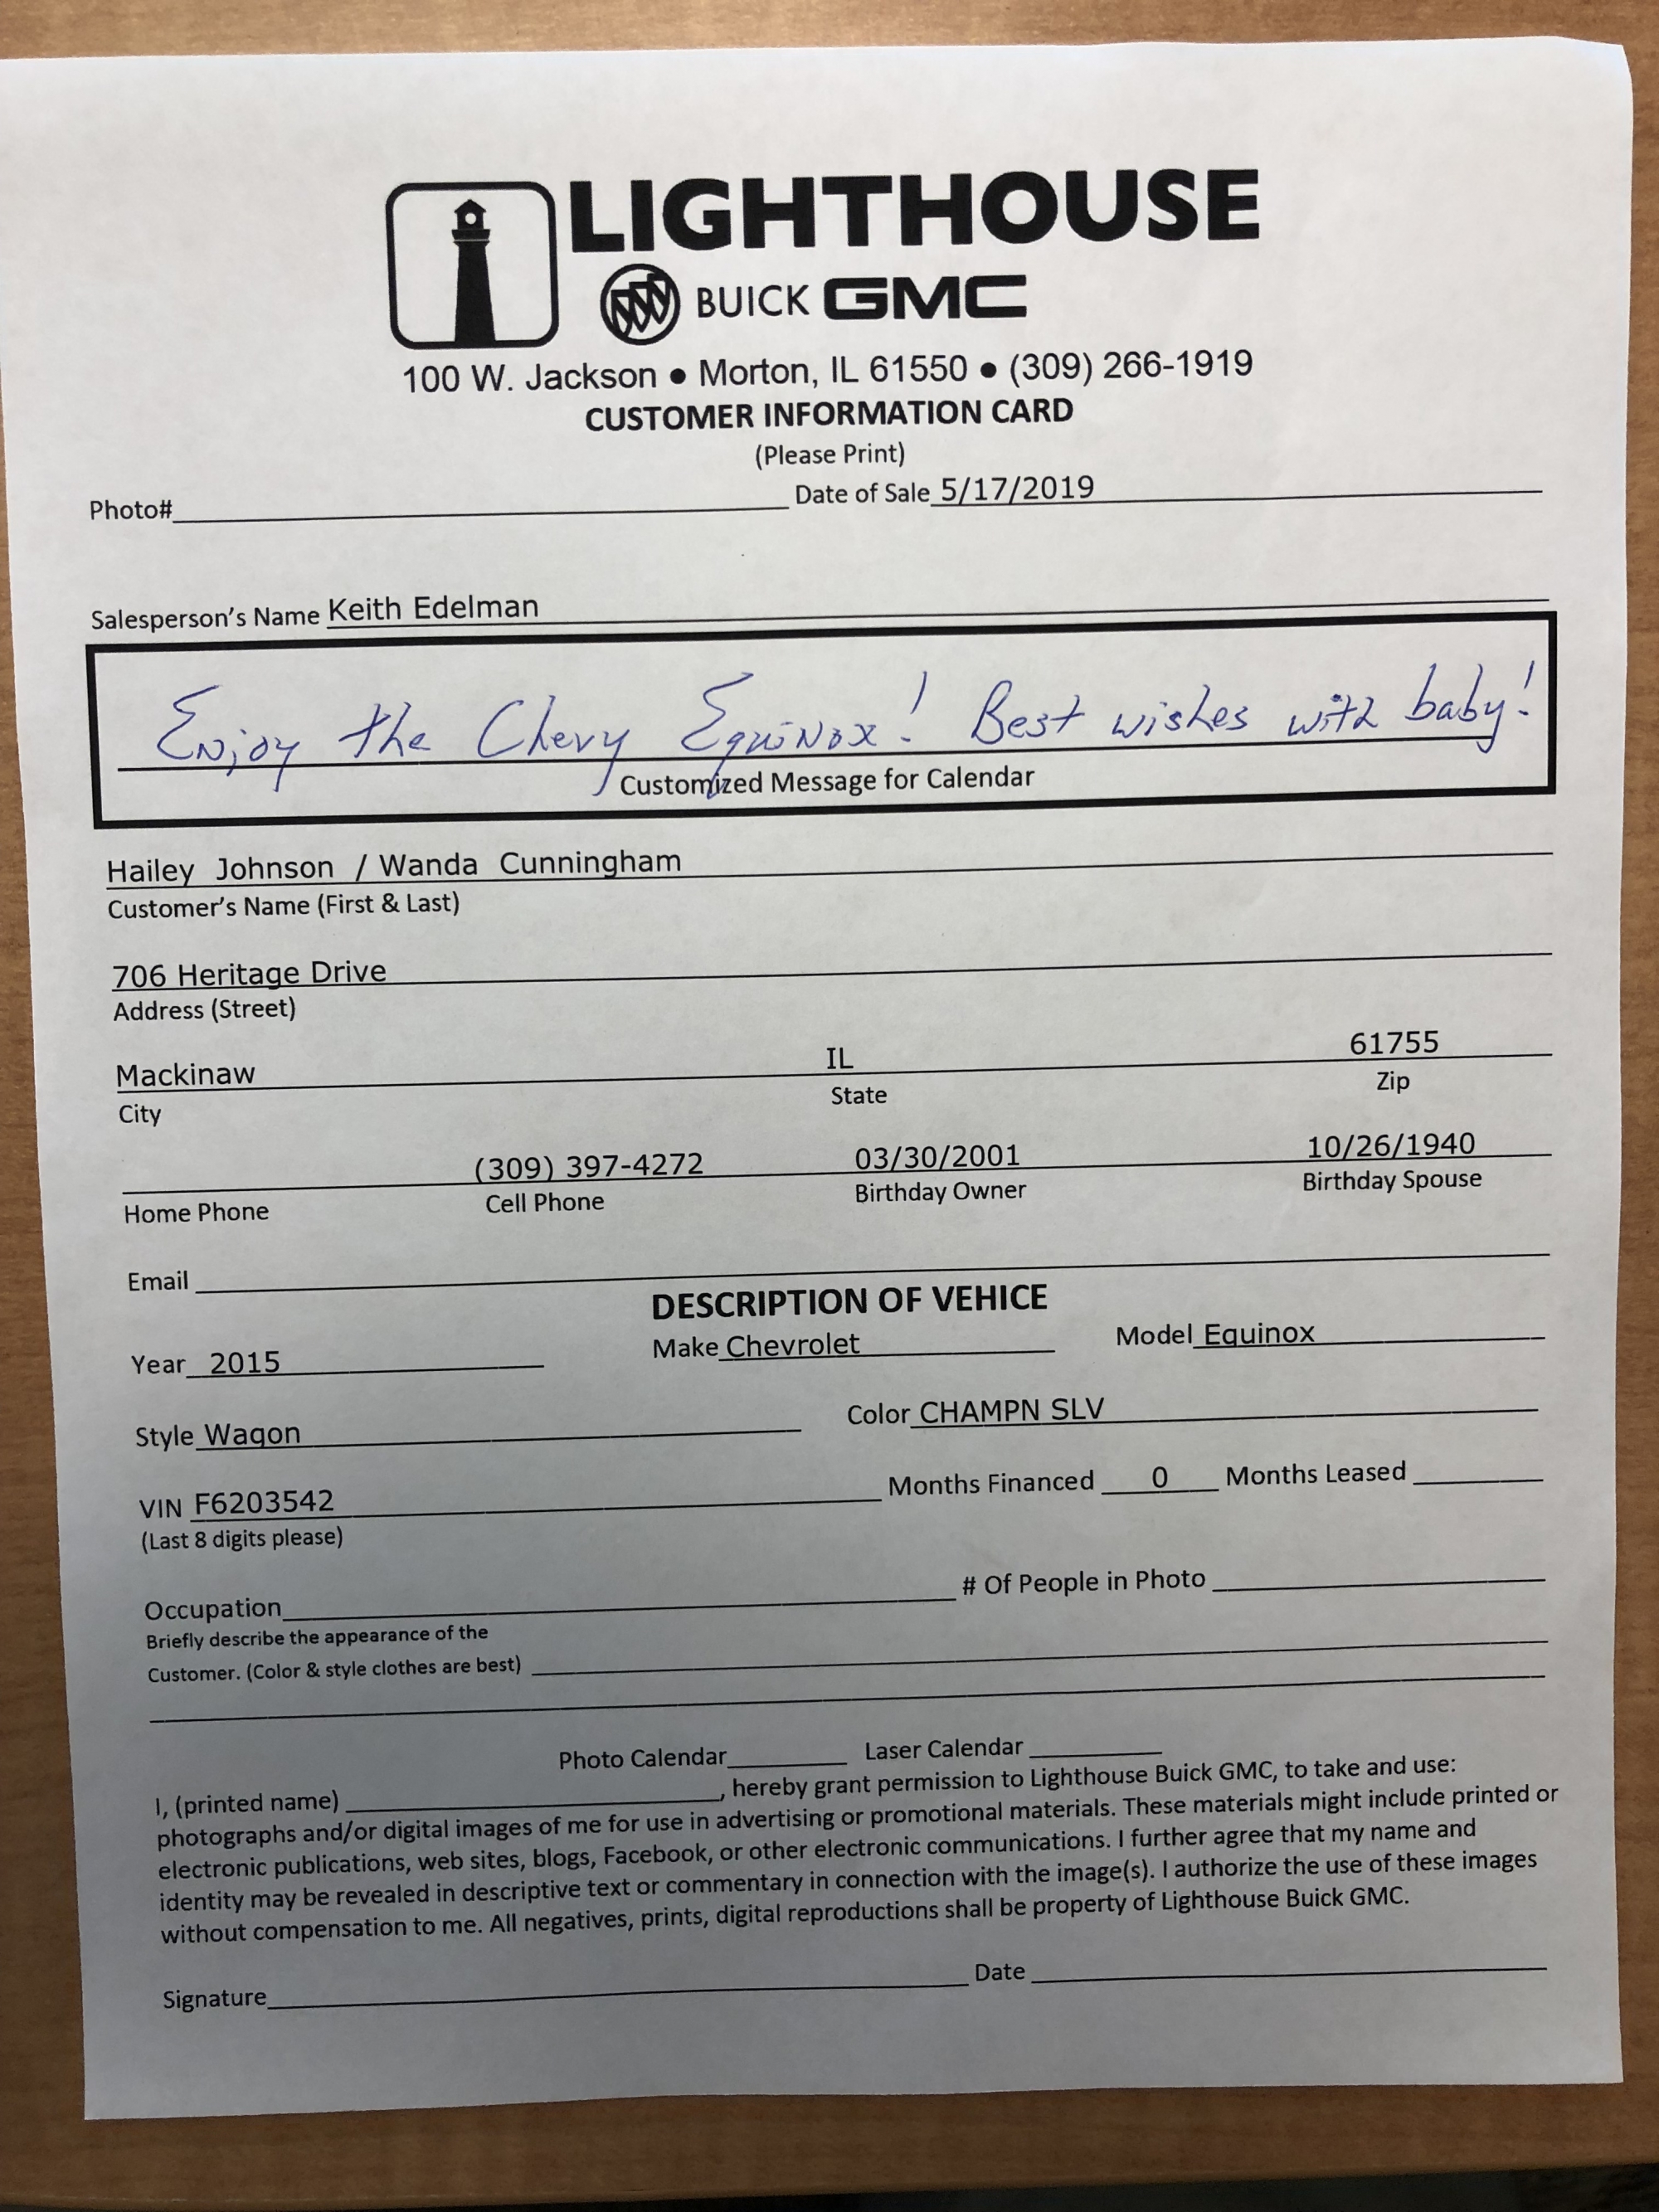 LIGHTHOUSE
BUICK GMC
100 W. Jackson ● Morton, IL 61550 ● (309) 266-1919
CUSTOMER INFORMATION CARD
(Please Print)
Photo# Date of Sale 5/17/2019
Salesperson's Name Keith Edelman
Enjoy the Chevy Equinox! Best wishes with baby!
Customized Message for Calendar
Hailey Johnson / Wanda Cunningham
Customer's Name (First & Last)
706 Heritage Drive
Address (Street)
Mackinaw IL 61755
City State Zip
(309) 397-4272 03/30/2001 10/26/1940
Home Phone Cell Phone Birthday Owner Birthday Spouse
Email
DESCRIPTION OF VEHICE
Year 2015 Make Chevrolet Model Equinox
Style Wagon Color CHAMPN SLV
VIN F6203542 Months Financed 0 Months Leased
(Last 8 digits please)
Occupation # Of People in Photo
Briefly describe the appearance of the
Customer. (Color & style clothes are best)
Photo Calendar Laser Calendar
I, (printed name) , hereby grant permission to Lighthouse Buick GMC, to take and use:
photographs and/or digital images of me for use in advertising or promotional materials. These materials might include printed or
electronic publications, web sites, blogs, Facebook, or other electronic communications. I further agree that my name and
identity may be revealed in descriptive text or commentary in connection with the image(s). I authorize the use of these images
without compensation to me. All negatives, prints, digital reproductions shall be property of Lighthouse Buick GMC.
Signature Date